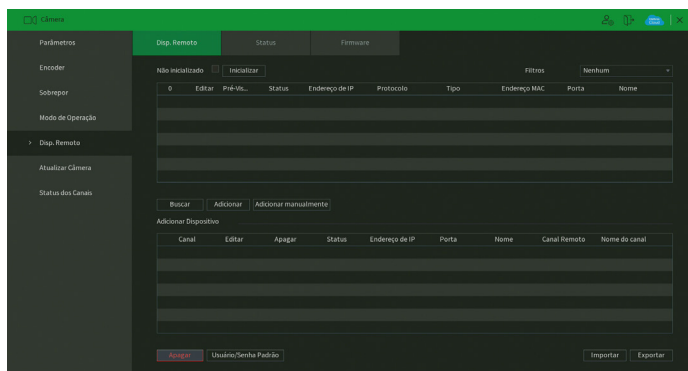 Câmera
Parâmetros
Encoder
Sobrepor
Modo de Operação
Disp. Remoto
Atualizar Câmera
Status dos Canais
Disp. Remoto Status Firmware
Não inicializado Inicializar Filtros Nenhum
0 Editar Pré-Vis... Status Endereço de IP Protocolo Tipo Endereço MAC Porta Nome
Buscar Adicionar Adicionar manualmente
Adicionar Dispositivo
Canal Editar Apagar Status Endereço de IP Porta Nome Canal Remoto Nome do canal
Apagar Usuário/Senha Padrão Importar Exportar